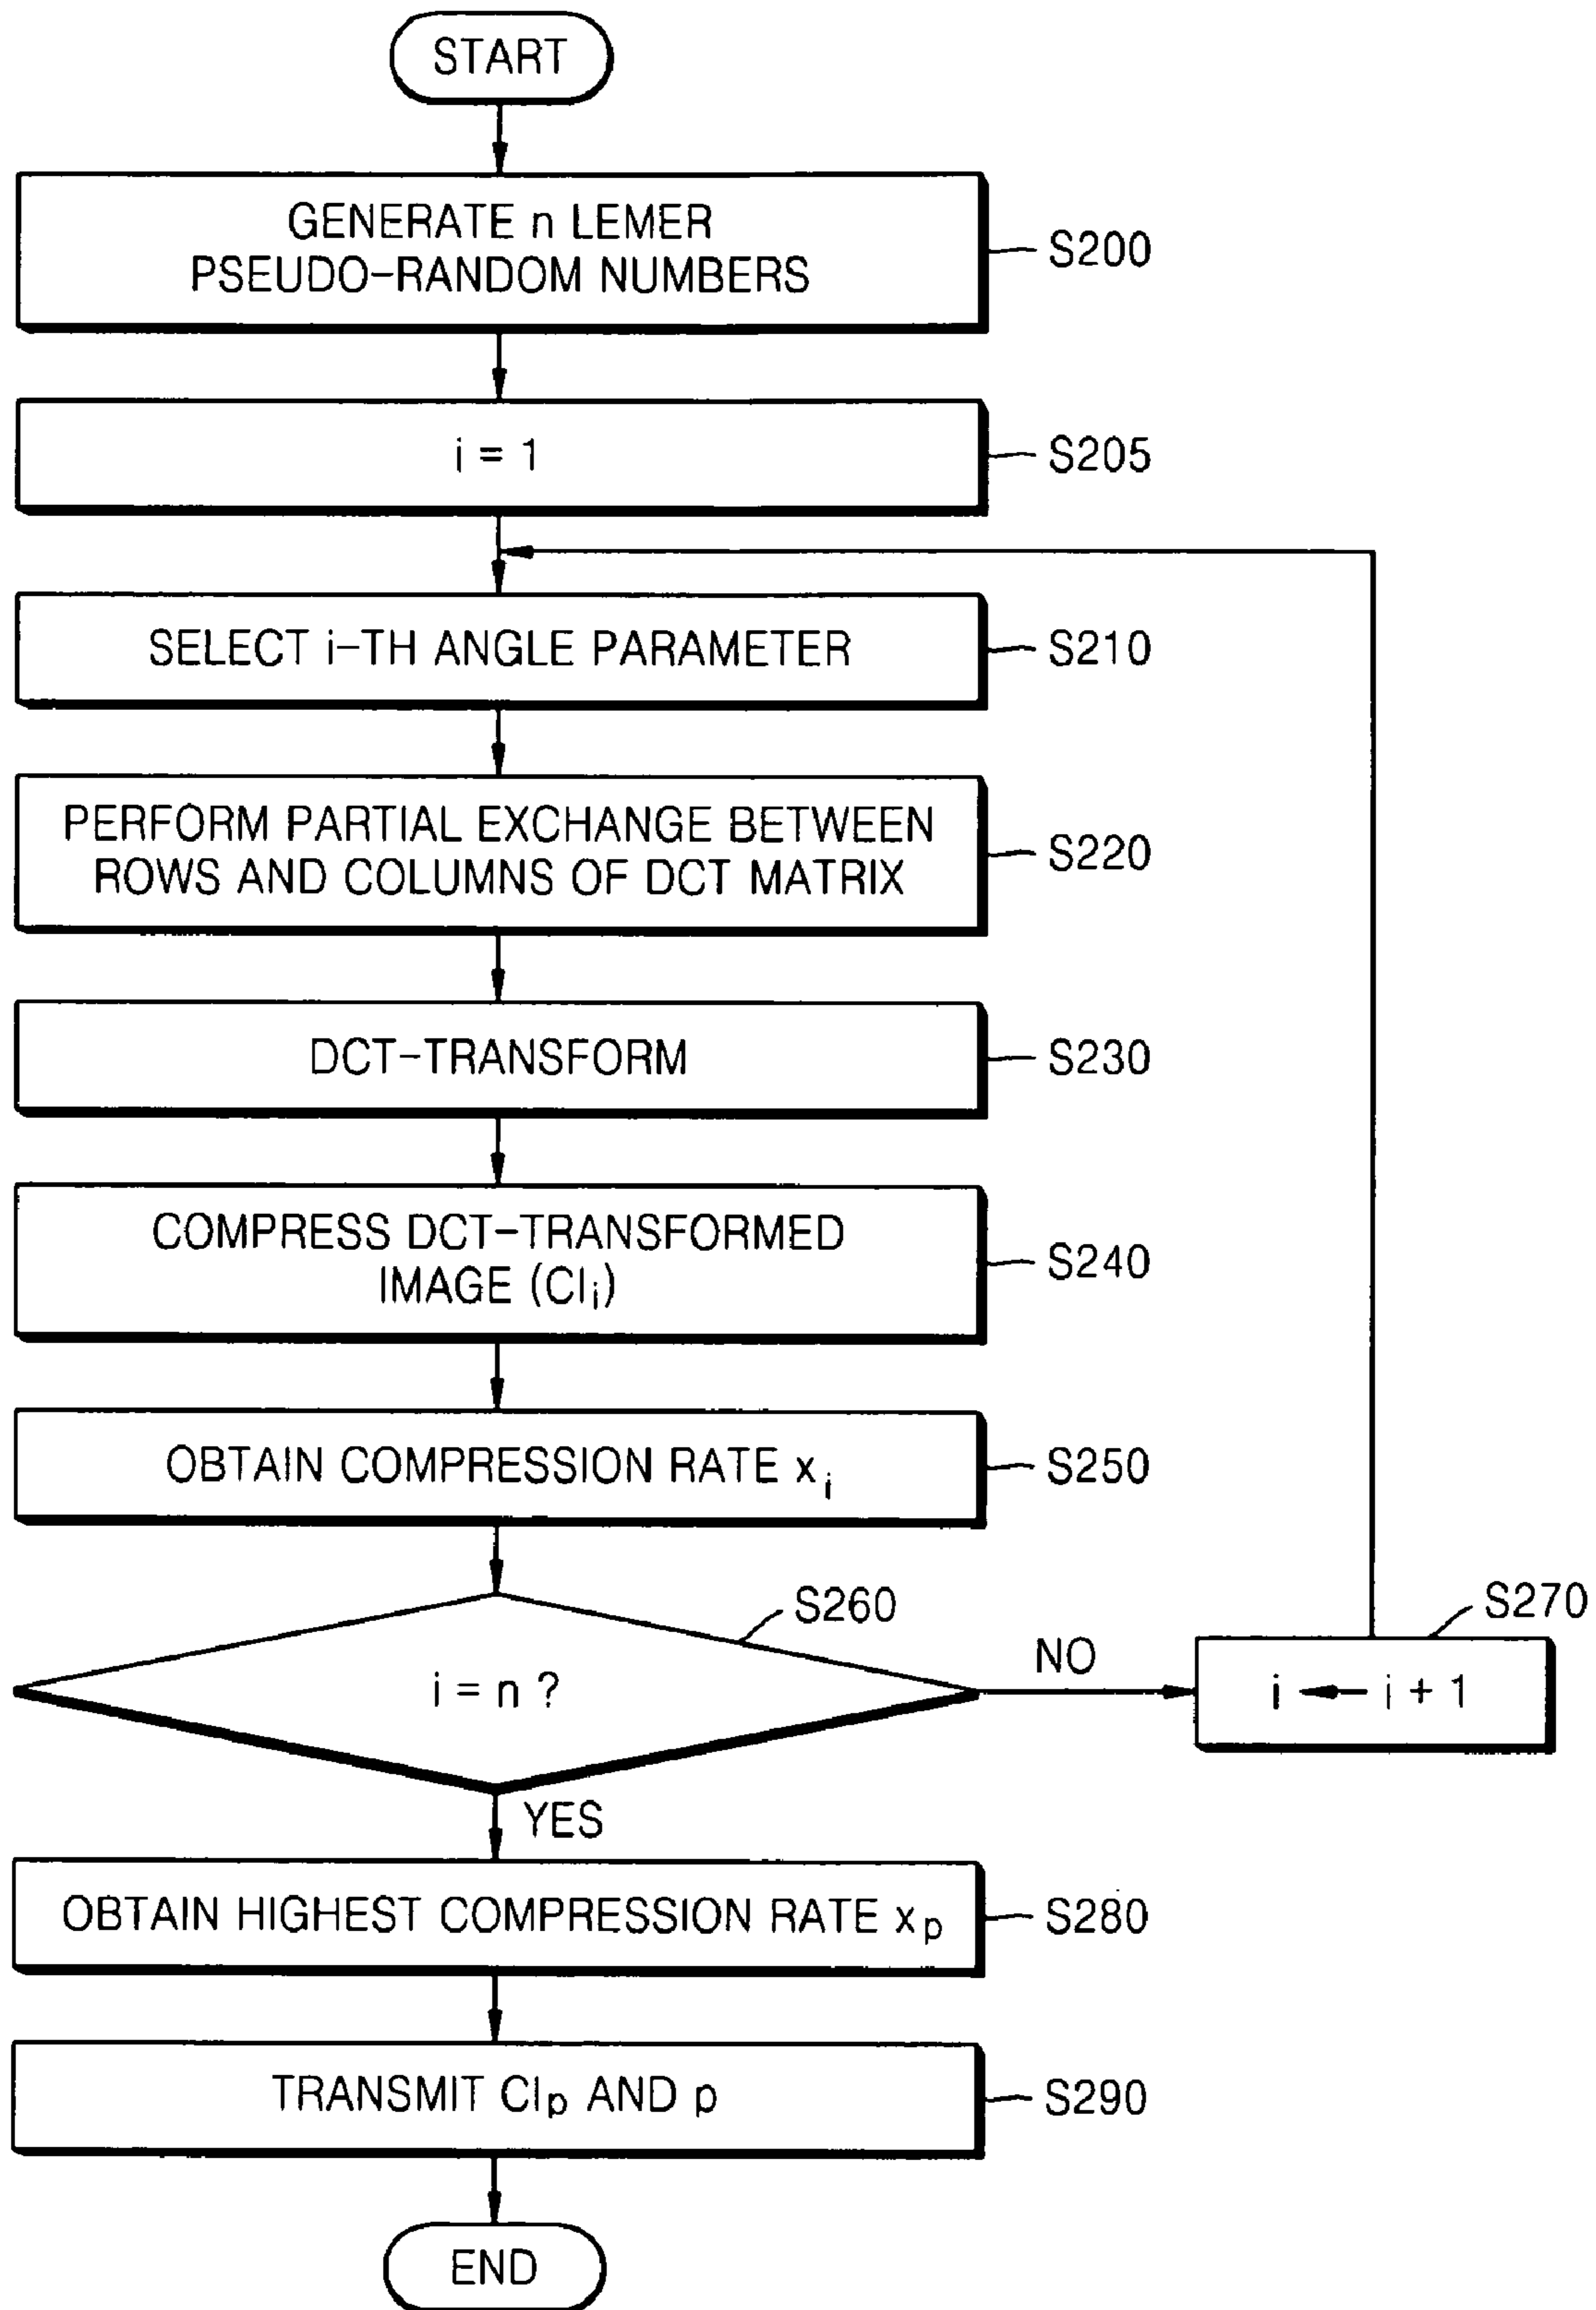 START
GENERATE n LEMER
PSEUDO-RANDOM NUMBERS
S200
i = 1
S205
SELECT i-TH ANGLE PARAMETER
S210
PERFORM PARTIAL EXCHANGE BETWEEN
ROWS AND COLUMNS OF DCT MATRIX
S220
DCT-TRANSFORM
S230
COMPRESS DCT-TRANSFORMED
IMAGE (CIi)
S240
OBTAIN COMPRESSION RATE xi
S250
S260
i = n ?
NO
S270
i ← i + 1
YES
OBTAIN HIGHEST COMPRESSION RATE xp
S280
TRANSMIT CIp AND p
S290
END